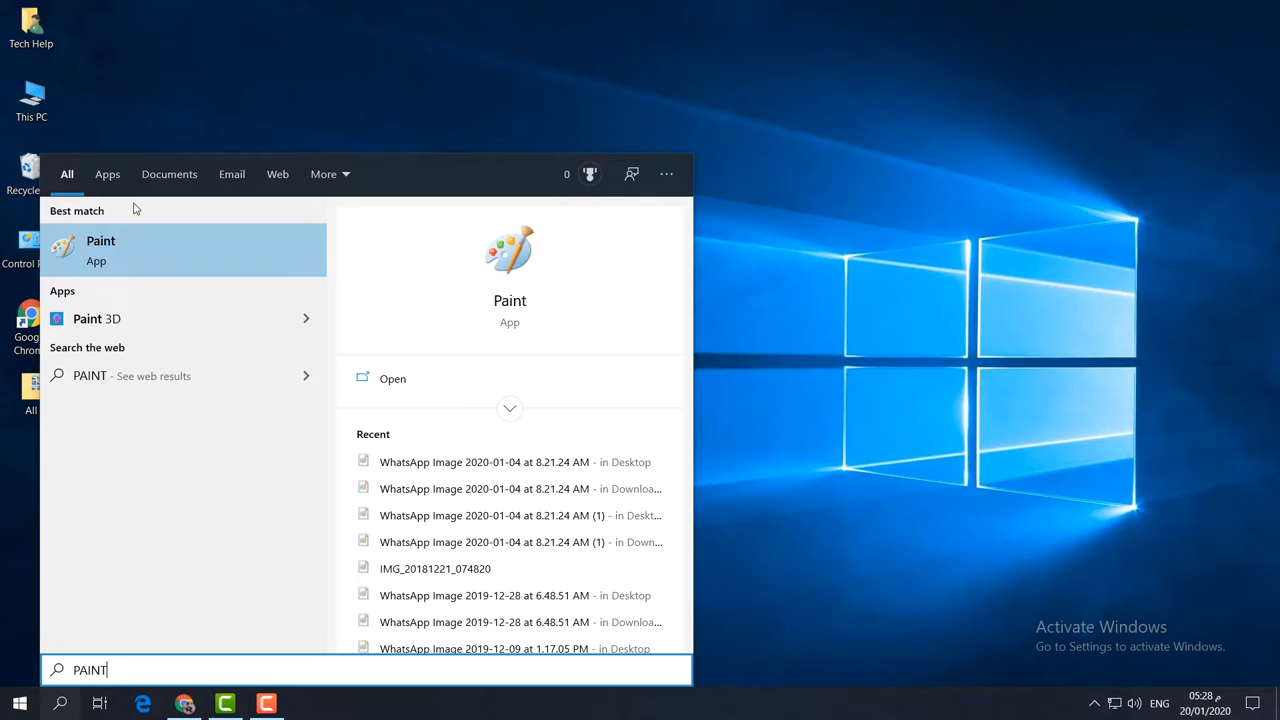 Tech Help
This PC
Recycle
Control P
Google
Chrom
All
All Apps Documents Email Web More 0 ...
Best match
Paint
App
Apps
Paint 3D
Search the web
PAINT - See web results
Paint
App
Open
Recent
WhatsApp Image 2020-01-04 at 8.21.24 AM - in Desktop
WhatsApp Image 2020-01-04 at 8.21.24 AM - in Downloa...
WhatsApp Image 2020-01-04 at 8.21.24 AM (1) - in Deskt...
WhatsApp Image 2020-01-04 at 8.21.24 AM (1) - in Down...
IMG_20181221_074820
WhatsApp Image 2019-12-28 at 6.48.51 AM - in Desktop
WhatsApp Image 2019-12-28 at 6.48.51 AM - in Downloa...
WhatsApp Image 2019-12-09 at 1.17.05 PM - in Desktop
PAINT
Activate Windows
Go to Settings to activate Windows.
ENG
05:28 م
20/01/2020